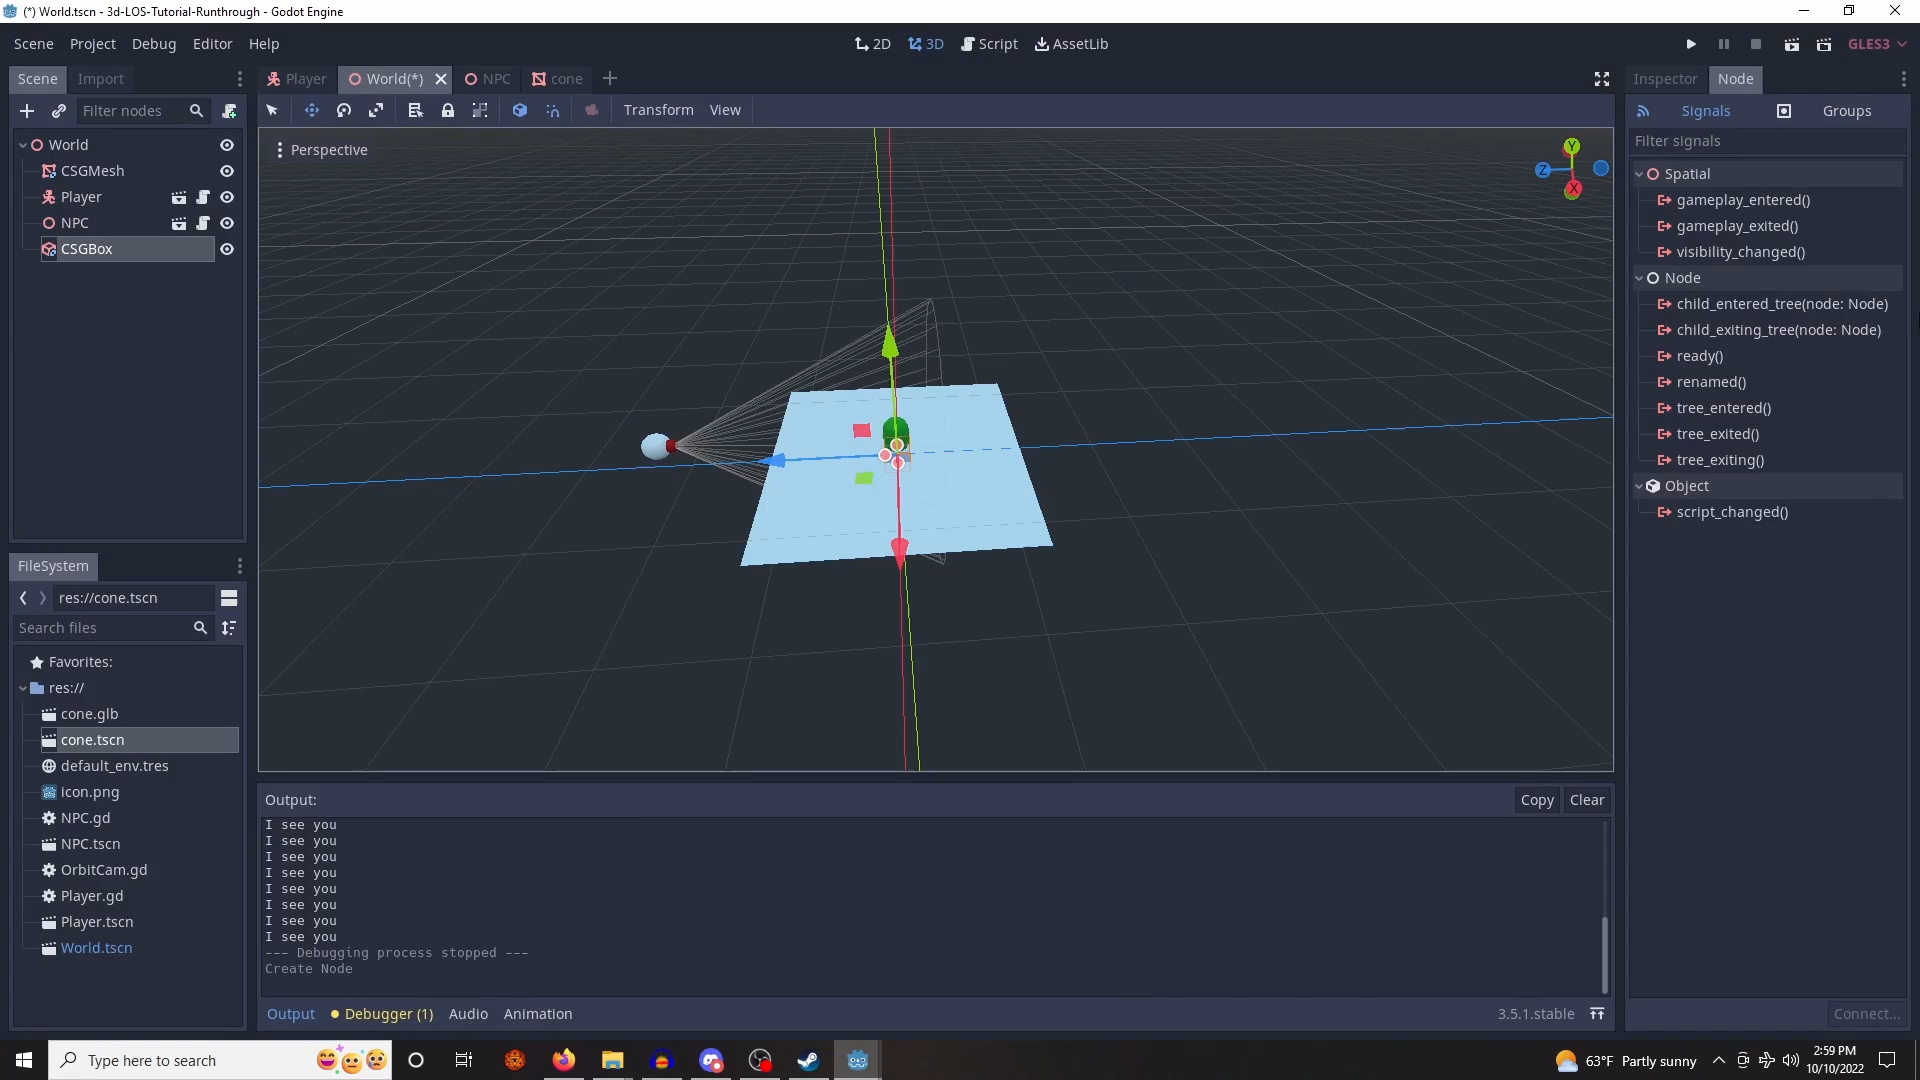 (*) World.tscn - 3d-LOS-Tutorial-Runthrough - Godot Engine
Scene Project Debug Editor Help
2D 3D Script AssetLib
GLES3
Scene Import
Player World(*) NPC cone
Inspector Node
Filter nodes
Transform View
Signals Groups
Filter signals
Perspective
Y
Z
X
World
CSGMesh
Player
NPC
CSGBox
Spatial
gameplay_entered()
gameplay_exited()
visibility_changed()
Node
child_entered_tree(node: Node)
child_exiting_tree(node: Node)
ready()
renamed()
tree_entered()
tree_exited()
tree_exiting()
Object
script_changed()
FileSystem
res://cone.tscn
Search files
Favorites:
res://
cone.glb
cone.tscn
default_env.tres
icon.png
NPC.gd
NPC.tscn
OrbitCam.gd
Player.gd
Player.tscn
World.tscn
Output:
Copy Clear
I see you
I see you
I see you
I see you
I see you
I see you
I see you
I see you
--- Debugging process stopped ---
Create Node
Output Debugger (1) Audio Animation
3.5.1.stable
Connect...
Type here to search
63°F Partly sunny
2:59 PM
10/10/2022